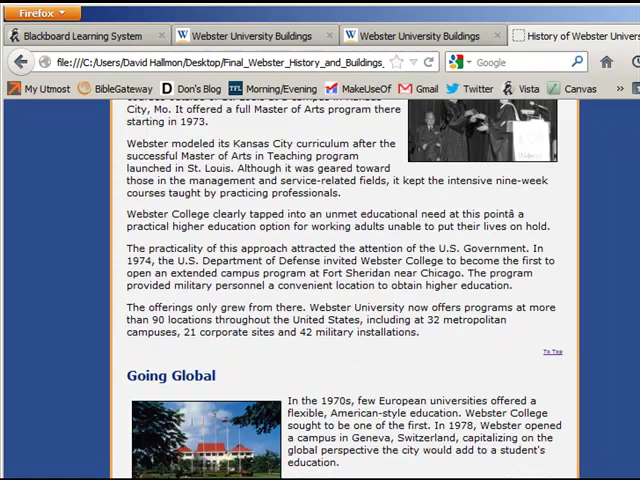 Firefox
Blackboard Learning System
Webster University Buildings
Webster University Buildings
History of Webster Univers
file:///C:/Users/David Hallmon/Desktop/Final_Webster_History_and_Buildings_
Google
My Utmost
BibleGateway
Don's Blog
TFL
Morning/Evening
MakeUseOf
Gmail
Twitter
Vista
Canvas
»
City, Mo. It offered a full Master of Arts program there
starting in 1973.
Webster modeled its Kansas City curriculum after the
successful Master of Arts in Teaching program
launched in St. Louis. Although it was geared toward
those in the management and service-related fields, it kept the intensive nine-week
courses taught by practicing professionals.
Webster College clearly tapped into an unmet educational need at this pointâ a
practical higher education option for working adults unable to put their lives on hold.
The practicality of this approach attracted the attention of the U.S. Government. In
1974, the U.S. Department of Defense invited Webster College to become the first to
open an extended campus program at Fort Sheridan near Chicago. The program
provided military personnel a convenient location to obtain higher education.
The offerings only grew from there. Webster University now offers programs at more
than 90 locations throughout the United States, including at 32 metropolitan
campuses, 21 corporate sites and 42 military installations.
To Top
Going Global
In the 1970s, few European universities offered a
flexible, American-style education. Webster College
sought to be one of the first. In 1978, Webster opened
a campus in Geneva, Switzerland, capitalizing on the
global perspective the city would add to a student's
education.